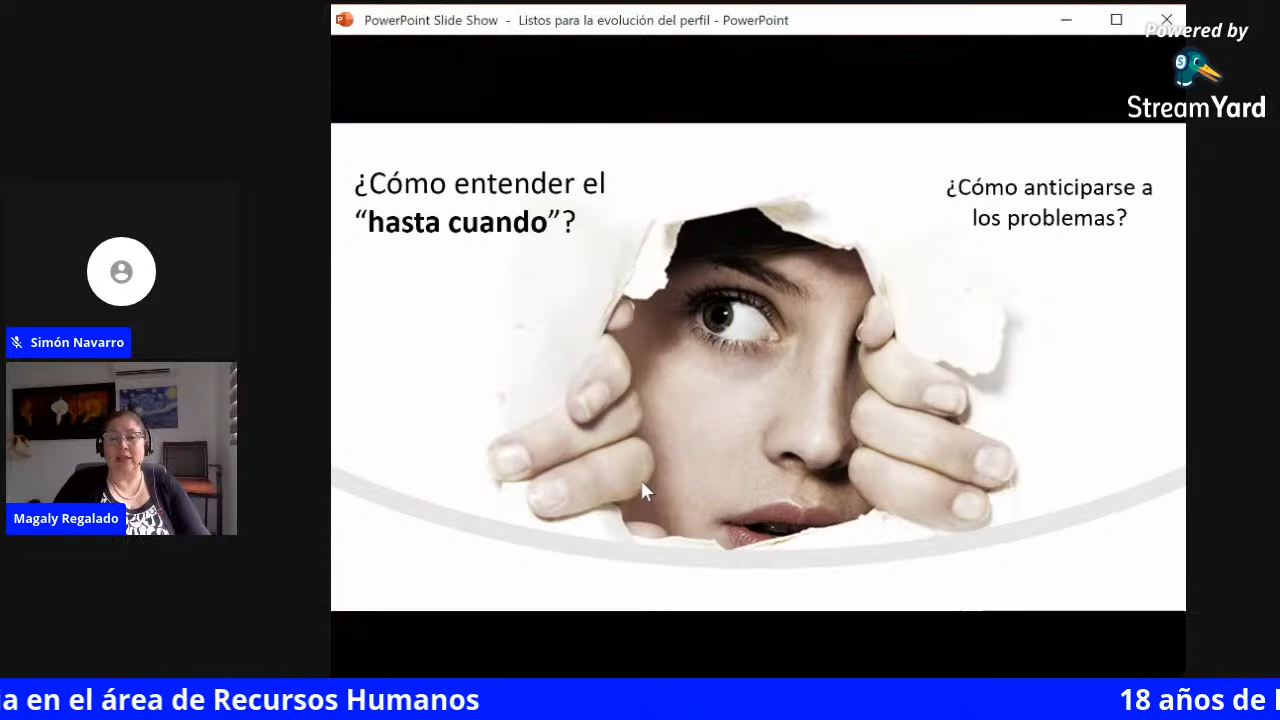 PowerPoint Slide Show - Listos para la evolución del perfil - PowerPoint
Powered by
StreamYard
¿Cómo entender el
“hasta cuando”?
¿Cómo anticiparse a
los problemas?
Simón Navarro
Magaly Regalado
en el área de Recursos Humanos
18 años de